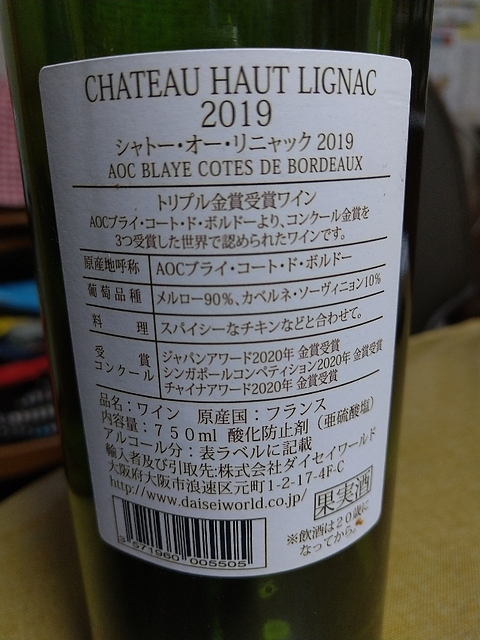 CHATEAU HAUT LIGNAC
2019
シャトー・オー・リニャック 2019
AOC BLAYE COTES DE BORDEAUX
トリプル金賞受賞ワイン
AOCブライ・コート・ド・ボルドーより、コンクール金賞を
3つ受賞した世界で認められたワインです。
原産地呼称 AOCブライ・コート・ド・ボルドー
葡萄品種 メルロー90%、カベルネ・ソーヴィニョン10%
料理 スパイシーなチキンなどと合わせて。
受賞コンクール
ジャパンアワード2020年 金賞受賞
シンガポールコンペティション2020年 金賞受賞
チャイナアワード2020年 金賞受賞
品名：ワイン 原産国：フランス
内容量：750ml 酸化防止剤（亜硫酸塩）
アルコール分：表ラベルに記載
輸入者及び引取先:株式会社ダイセイワールド
大阪府大阪市浪速区元町1-2-17-4F-C
http://www.daiseiworld.co.jp/
果実酒
※飲酒は20歳に
なってから。
3 571960 005505